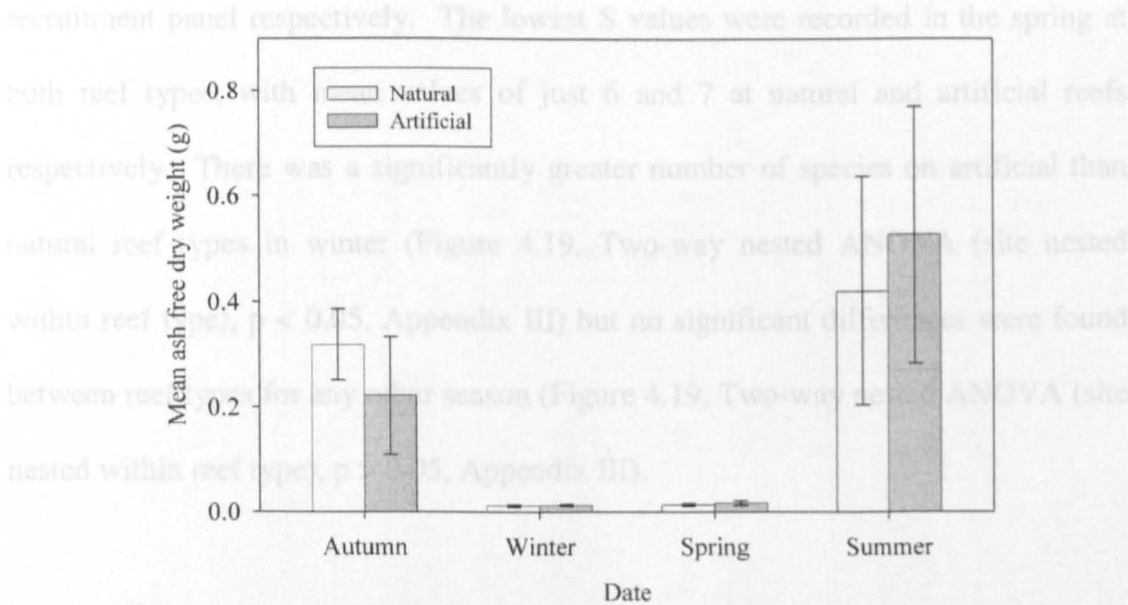 recruitment panel respectively. The lowest S values were recorded in the spring at
both reef types, with mean values of just 6 and 7 at natural and artificial reefs
respectively. There was a significantly greater number of species on artificial than
natural reef types in winter (Figure 4.19, Two-way nested ANOVA (site nested
within reef type), p < 0.05, Appendix III) but no significant differences were found
between reef types for any other season (Figure 4.19, Two-way nested ANOVA (site
nested within reef type), p > 0.05, Appendix III).
Mean ash free dry weight (g)
0.8
0.6
0.4
0.2
0.0
Natural
Artificial
Autumn Winter Spring Summer
Date